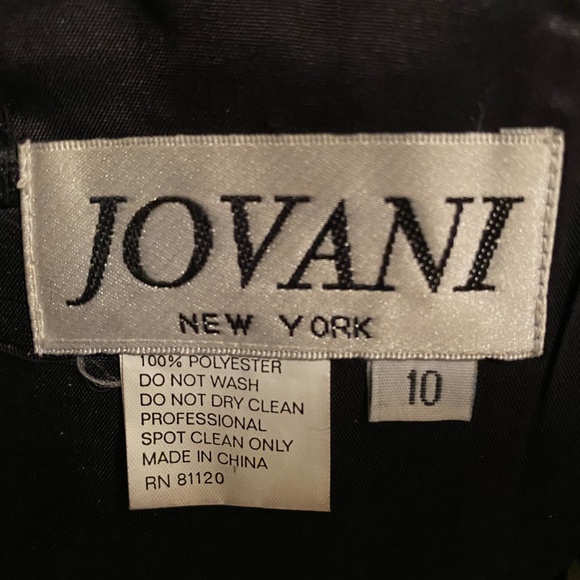 JOVANI
NEW YORK
100% POLYESTER
DO NOT WASH
DO NOT DRY CLEAN
PROFESSIONAL
SPOT CLEAN ONLY
MADE IN CHINA
RN 81120
10